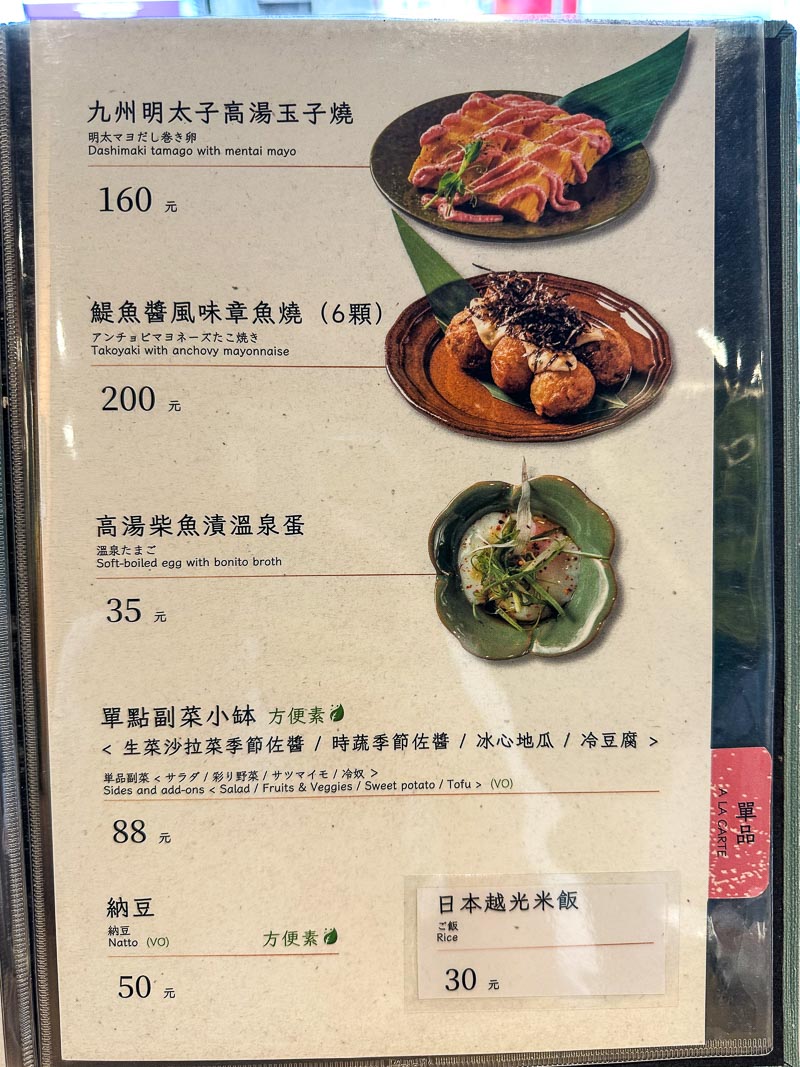 九州明太子高湯玉子燒
明太マヨだし巻き卵
Dashimaki tamago with mentai mayo
160 元
鯷魚醬風味章魚燒（6顆）
アンチョビマヨネーズたこ焼き
Takoyaki with anchovy mayonnaise
200 元
高湯柴魚漬溫泉蛋
溫泉たまご
Soft-boiled egg with bonito broth
35 元
單點副菜小缽 方便素
< 生菜沙拉菜季節佐醬 / 時蔬季節佐醬 / 冰心地瓜 / 冷豆腐 >
単品副菜 < サラダ / 彩り野菜 / サツマイモ / 冷奴 >
Sides and add-ons < Salad / Fruits & Veggies / Sweet potato / Tofu > (VO)
88 元
單品
A LA CARTE
納豆
納豆
Natto (VO) 方便素
50 元
日本越光米飯
ご飯
Rice
30 元